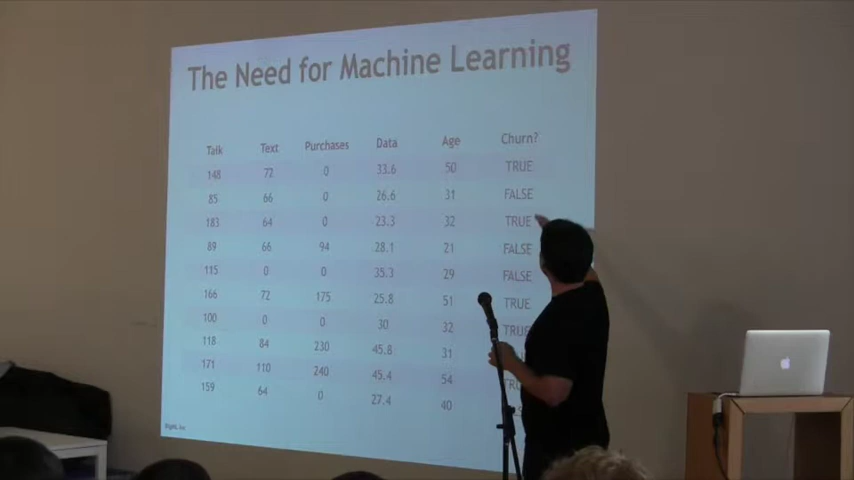 The Need for Machine Learning
Talk Text Purchases Data Age Churn?
148 72 0 33.6 50 TRUE
85 66 0 26.6 31 FALSE
183 64 0 23.3 32 TRUE
89 66 94 28.1 21 FALSE
115 0 0 35.3 29 FALSE
166 72 175 25.8 51 TRUE
100 0 0 30 32 TRUE
118 84 230 45.8 31
171 110 240 45.4 54
159 64 0 27.4 40
BigML Inc